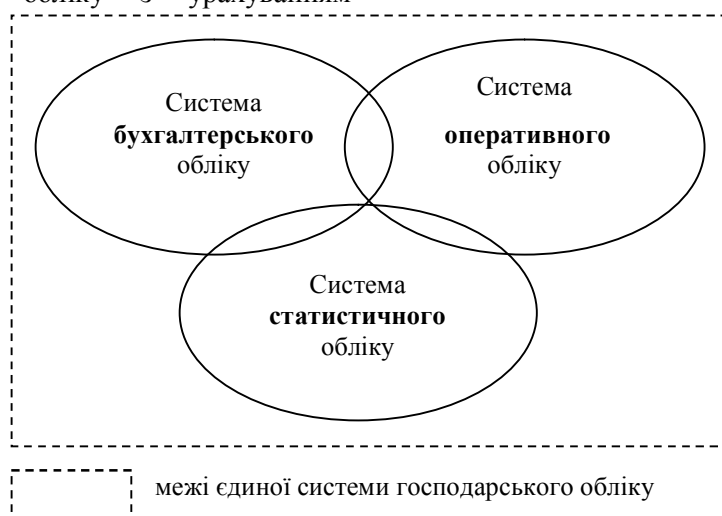 обліку з урахуванням
Система
бухгалтерського
обліку
Система
оперативного
обліку
Система
статистичного
обліку
межі єдиної системи господарського обліку